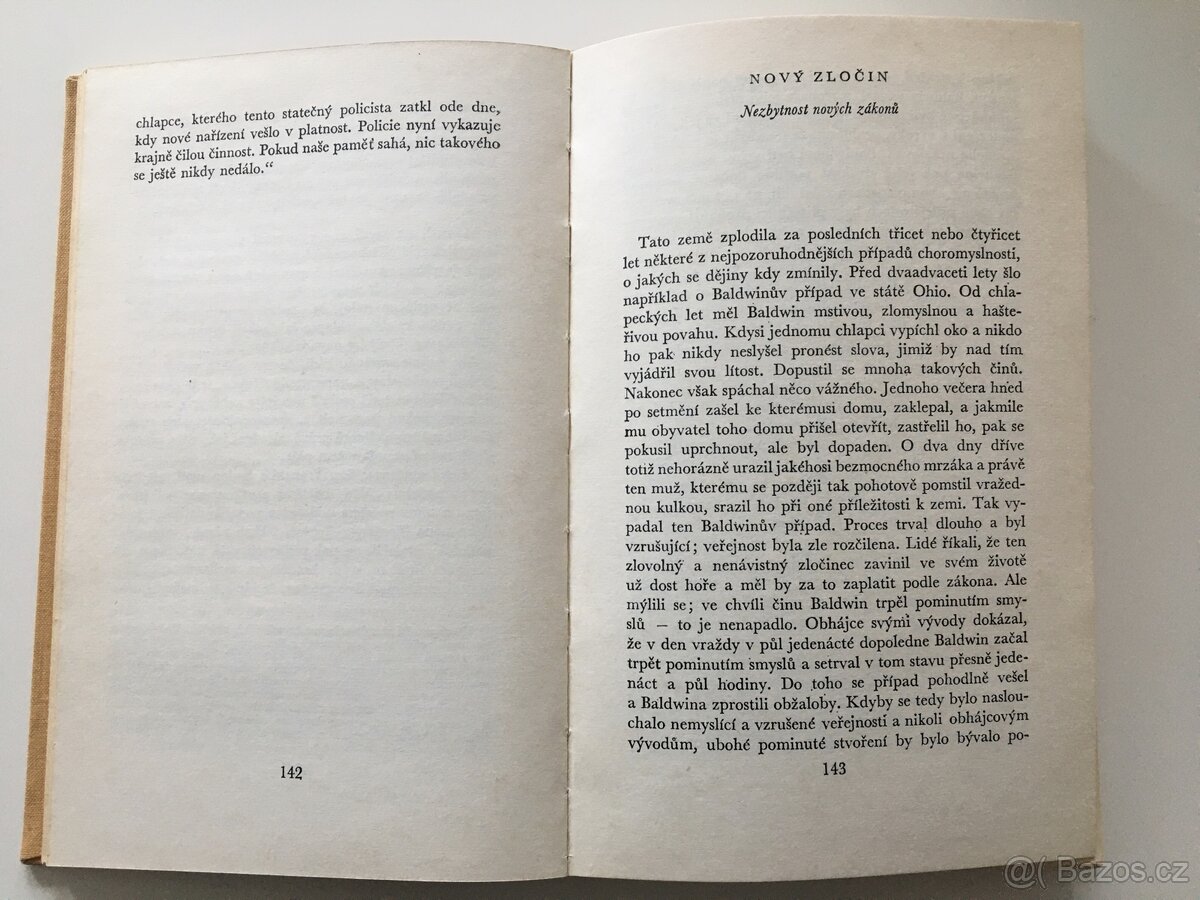 chlapce, kterého tento statečný policista zatkl ode dne,
kdy nové nařízení vešlo v platnost. Policie nyní vykazuje
krajně čilou činnost. Pokud naše paměť sahá, nic takového
se ještě nikdy nedálo.“
142
NOVÝ ZLOČIN
Nezbytnost nových zákonů
Tato země zplodila za posledních třicet nebo čtyřicet
let některé z nejpozoruhodnějších případů choromyslnosti,
o jakých se dějiny kdy zmínily. Před dvaadvaceti lety šlo
například o Baldwinův případ ve státě Ohio. Od chla-
peckých let měl Baldwin mstivou, zlomyslnou a hašte-
řivou povahu. Kdysi jednomu chlapci vypíchl oko a nikdo
ho pak nikdy neslyšel pronést slova, jimiž by nad tím
vyjádřil svou lítost. Dopustil se mnoha takových činů.
Nakonec však spáchal něco vážného. Jednoho večera hned
po setmění zašel ke kterémusi domu, zaklepal, a jakmile
mu obyvatel toho domu přišel otevřít, zastřelil ho, pak se
pokusil uprchnout, ale byl dopaden. O dva dny dříve
totiž nehorázně urazil jakéhosi bezmocného mrzáka a právě
ten muž, kterému se později tak pohotově pomstil vražed-
nou kulkou, srazil ho při oné příležitosti k zemi. Tak vy-
padal ten Baldwinův případ. Proces trval dlouho a byl
vzrušující; veřejnost byla zle rozčilena. Lidé říkali, že ten
zlovolný a nenávistný zločinec zavinil ve svém životě
už dost hoře a měl by za to zaplatit podle zákona. Ale
mýlili se; ve chvíli činu Baldwin trpěl pominutím smy-
slů — to je nenapadlo. Obhájce svými vývody dokázal,
že v den vraždy v půl jedenácté dopoledne Baldwin začal
trpět pominutím smyslů a setrval v tom stavu přesně jede-
náct a půl hodiny. Do toho se případ pohodlně vešel
a Baldwina zprostili obžaloby. Kdyby se tedy bylo naslou-
chalo nemyslící a vzrušené veřejnosti a nikoli obhájcovým
vývodům, ubohé pominuté stvoření by bylo bývalo po-
143
@( Bazos.cz